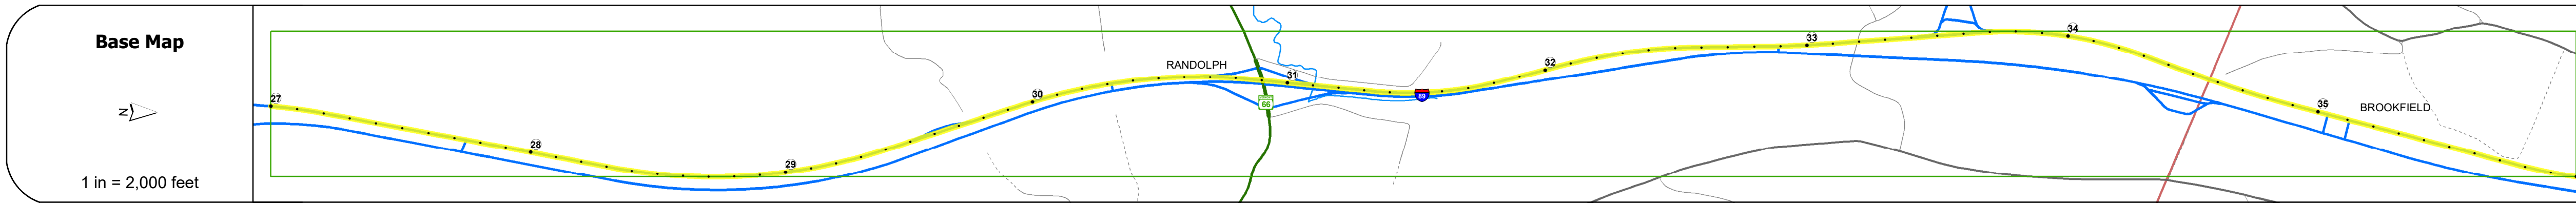 Base Map
N
1 in = 2,000 feet
27
28
29
30
RANDOLPH
66
31
89
32
33
34
35
BROOKFIELD